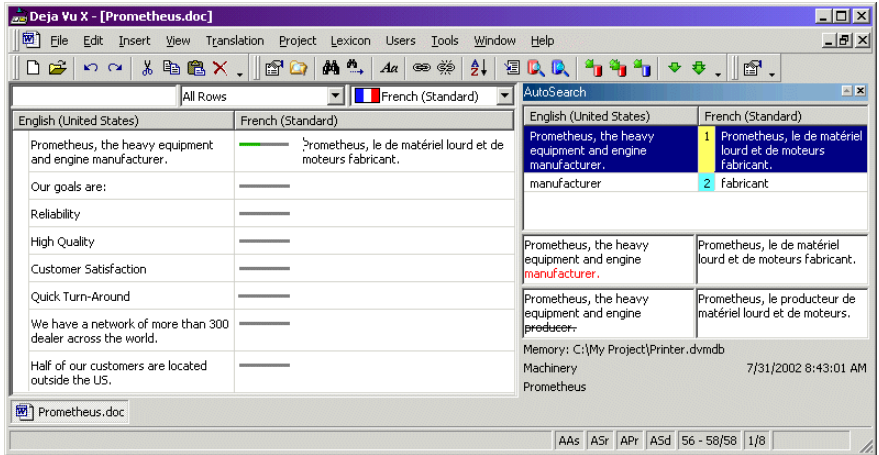 Deja Vu X - [Prometheus.doc]
File Edit Insert View Translation Project Lexicon Users Tools Window Help
All Rows
French (Standard)
English (United States) French (Standard)
Prometheus, the heavy equipment
and engine manufacturer.
Prometheus, le de matériel lourd et de
moteurs fabricant.
Our goals are:
Reliability
High Quality
Customer Satisfaction
Quick Turn-Around
We have a network of more than 300
dealer across the world.
Half of our customers are located
outside the US.
Prometheus.doc
AutoSearch
English (United States) French (Standard)
Prometheus, the heavy
equipment and engine
manufacturer.
1 Prometheus, le de matériel
lourd et de moteurs
fabricant.
manufacturer 2 fabricant
Prometheus, the heavy
equipment and engine
manufacturer.
Prometheus, le de matériel
lourd et de moteurs fabricant.
Prometheus, the heavy
equipment and engine
producer.
Prometheus, le producteur de
matériel lourd et de moteurs.
Memory: C:\My Project\Printer.dvmdb
Machinery 7/31/2002 8:43:01 AM
Prometheus
AAs ASr APr ASd 56 - 58/58 1/8